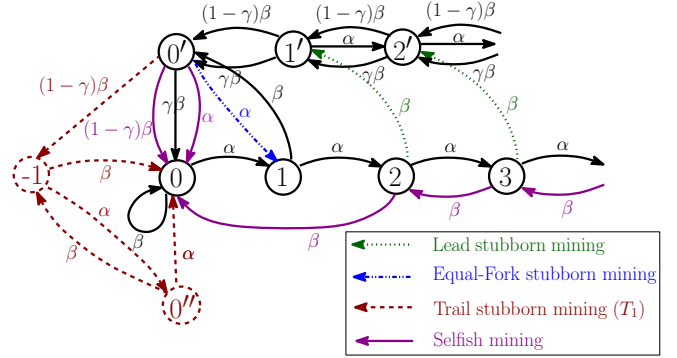 (1 − γ)β (1 − γ)β (1 − γ)β
0′ 1′ α 2′ α
γβ γβ γβ
(1 − γ)β β
γβ α α β β
(1 − γ)β
α α α α
-1 β 0 1 2 3
α β β
β β
β α
0′′
Lead stubborn mining
Equal-Fork stubborn mining
Trail stubborn mining (T₁)
Selfish mining